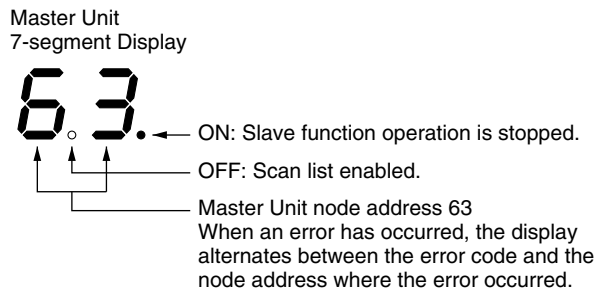 Master Unit
7-segment Display
63.
ON: Slave function operation is stopped.
OFF: Scan list enabled.
Master Unit node address 63
When an error has occurred, the display
alternates between the error code and the
node address where the error occurred.